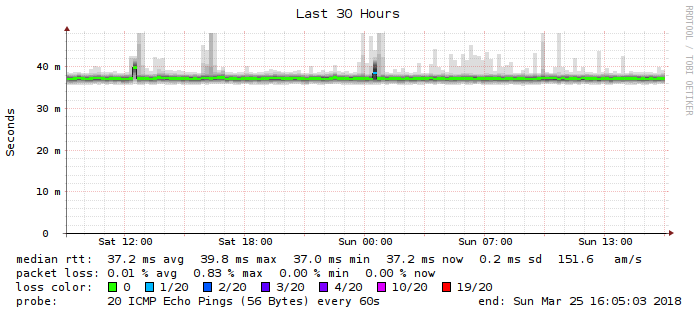 Last 30 Hours
RRDTOOL / TOBI OETIKER
Seconds
40 m
30 m
20 m
10 m
0
Sat 12:00 Sat 18:00 Sun 00:00 Sun 07:00 Sun 13:00
median rtt: 37.2 ms avg 39.8 ms max 37.0 ms min 37.2 ms now 0.2 ms sd 151.6 am/s
packet loss: 0.01 % avg 0.83 % max 0.00 % min 0.00 % now
loss color: 0 1/20 2/20 3/20 4/20 10/20 19/20
probe: 20 ICMP Echo Pings (56 Bytes) every 60s end: Sun Mar 25 16:05:03 2018